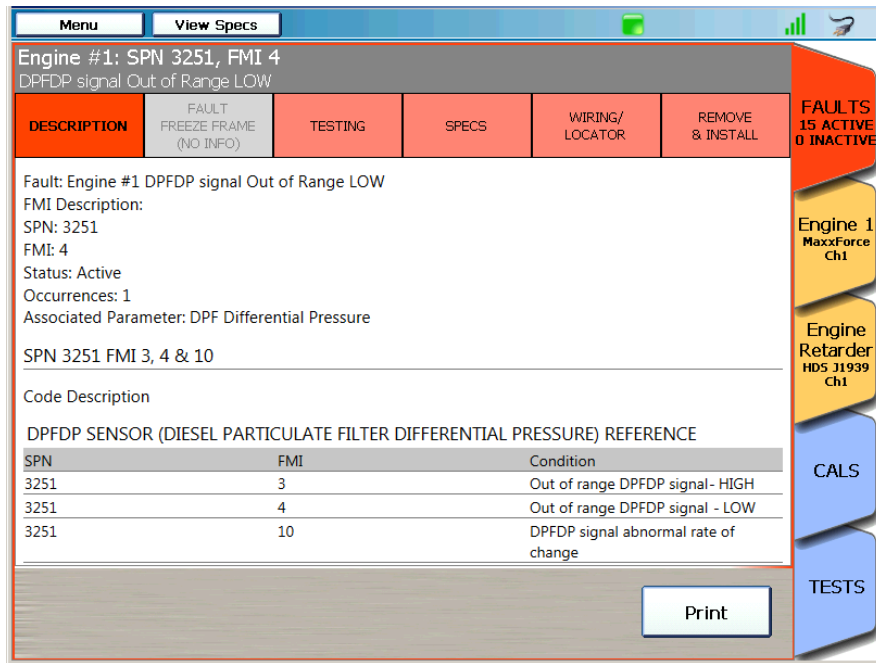 Menu
View Specs
Engine #1: SPN 3251, FMI 4
DPFDP signal Out of Range LOW
DESCRIPTION
FAULT
FREEZE FRAME
(NO INFO)
TESTING
SPECS
WIRING/
LOCATOR
REMOVE
& INSTALL
FAULTS
15 ACTIVE
0 INACTIVE
Fault: Engine #1 DPFDP signal Out of Range LOW
FMI Description:
SPN: 3251
FMI: 4
Status: Active
Occurrences: 1
Associated Parameter: DPF Differential Pressure
SPN 3251 FMI 3, 4 & 10
Code Description
DPFDP SENSOR (DIESEL PARTICULATE FILTER DIFFERENTIAL PRESSURE) REFERENCE
SPN FMI Condition
3251 3 Out of range DPFDP signal- HIGH
3251 4 Out of range DPFDP signal - LOW
3251 10 DPFDP signal abnormal rate of
change
Engine 1
MaxxForce
Ch1
Engine
Retarder
HDS J1939
Ch1
CALS
TESTS
Print